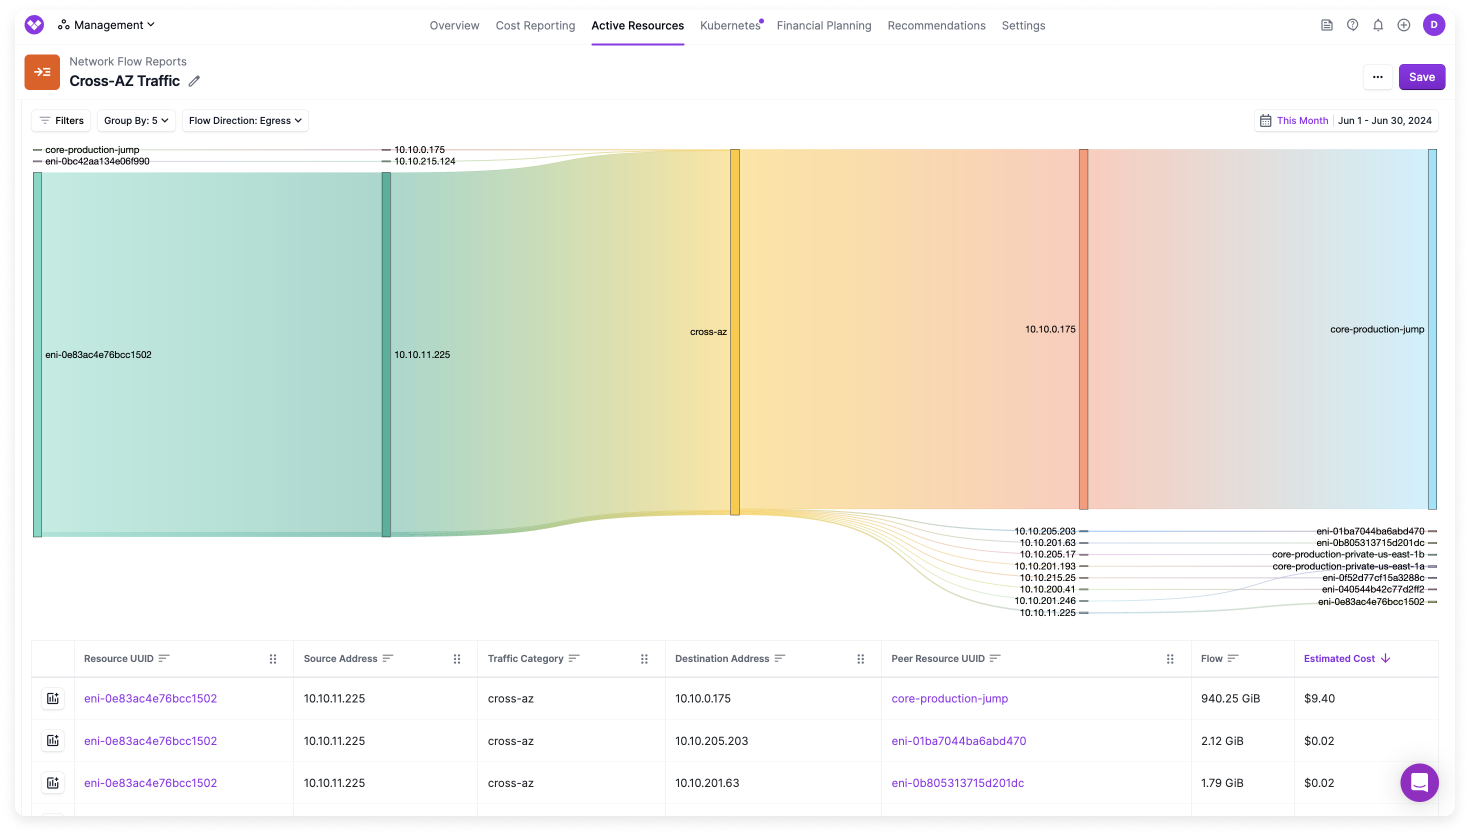 Management
Overview
Cost Reporting
Active Resources
Kubernetes
Financial Planning
Recommendations
Settings
D
Network Flow Reports
Cross-AZ Traffic
Save
Filters
Group By: 5
Flow Direction: Egress
This Month
Jun 1 - Jun 30, 2024
core-production-jump
eni-0bc42aa134e06f990
10.10.0.175
10.10.215.124
eni-0e83ac4e76bcc1502
10.10.11.225
cross-az
10.10.0.175
core-production-jump
10.10.205.203
10.10.201.63
10.10.205.17
10.10.201.193
10.10.215.25
10.10.200.41
10.10.201.246
10.10.11.225
eni-01ba7044ba6abd470
eni-0b805313715d201dc
core-production-private-us-east-1b
core-production-private-us-east-1a
eni-0f52d77cf15a3288c
eni-040544b42c77d2ff2
eni-0e83ac4e76bcc1502
Resource UUID Source Address Traffic Category Destination Address Peer Resource UUID Flow Estimated Cost
eni-0e83ac4e76bcc1502 10.10.11.225 cross-az 10.10.0.175 core-production-jump 940.25 GiB $9.40
eni-0e83ac4e76bcc1502 10.10.11.225 cross-az 10.10.205.203 eni-01ba7044ba6abd470 2.12 GiB $0.02
eni-0e83ac4e76bcc1502 10.10.11.225 cross-az 10.10.201.63 eni-0b805313715d201dc 1.79 GiB $0.02